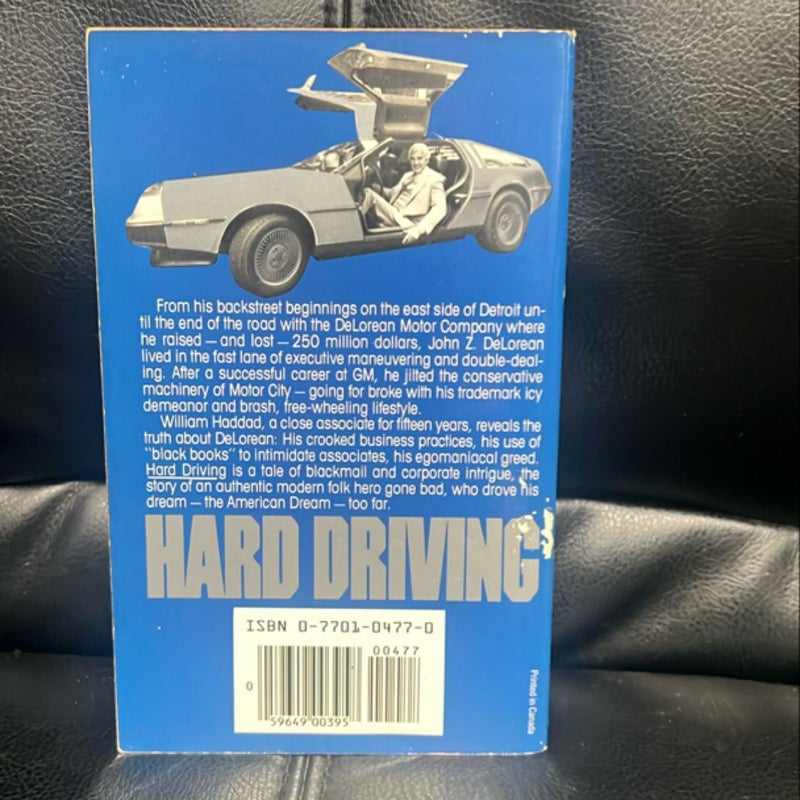 From his backstreet beginnings on the east side of Detroit un-
til the end of the road with the DeLorean Motor Company where
he raised — and lost — 250 million dollars, John Z. DeLorean
lived in the fast lane of executive maneuvering and double-deal-
ing. After a successful career at GM, he jilted the conservative
machinery of Motor City — going for broke with his trademark icy
demeanor and brash, free-wheeling lifestyle.
William Haddad, a close associate for fifteen years, reveals the
truth about DeLorean: His crooked business practices, his use of
"black books" to intimidate associates, his egomaniacal greed.
Hard Driving is a tale of blackmail and corporate intrigue, the
story of an authentic modern folk hero gone bad, who drove his
dream — the American Dream — too far.
HARD DRIVING
ISBN 0-7701-0477-0
00477
0
59649 00395
Printed in Canada